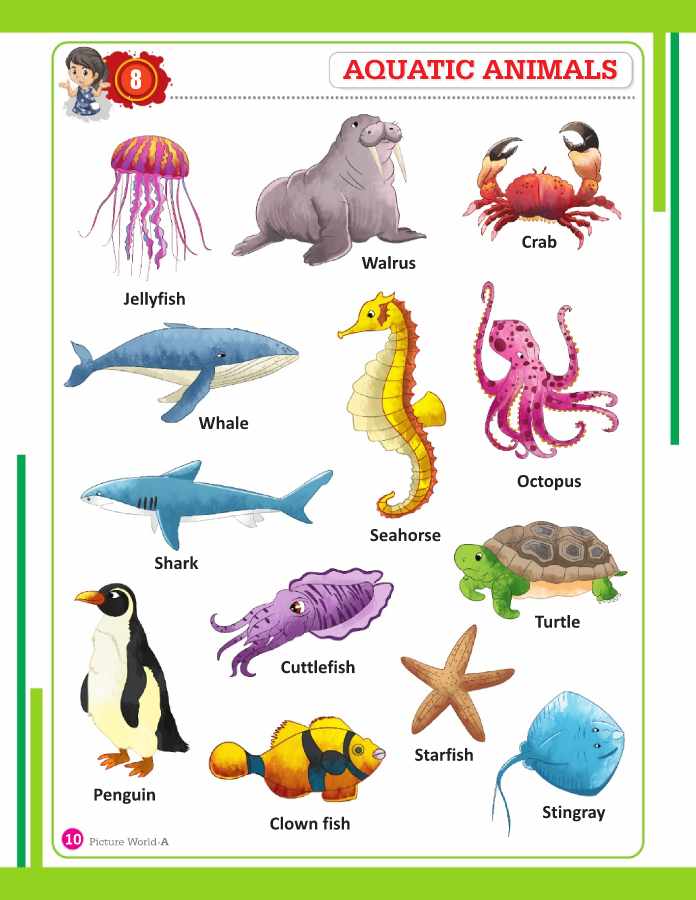 8
AQUATIC ANIMALS
Jellyfish
Walrus
Crab
Whale
Seahorse
Octopus
Shark
Turtle
Cuttlefish
Penguin
Clown fish
Starfish
Stingray
10 Picture World-A